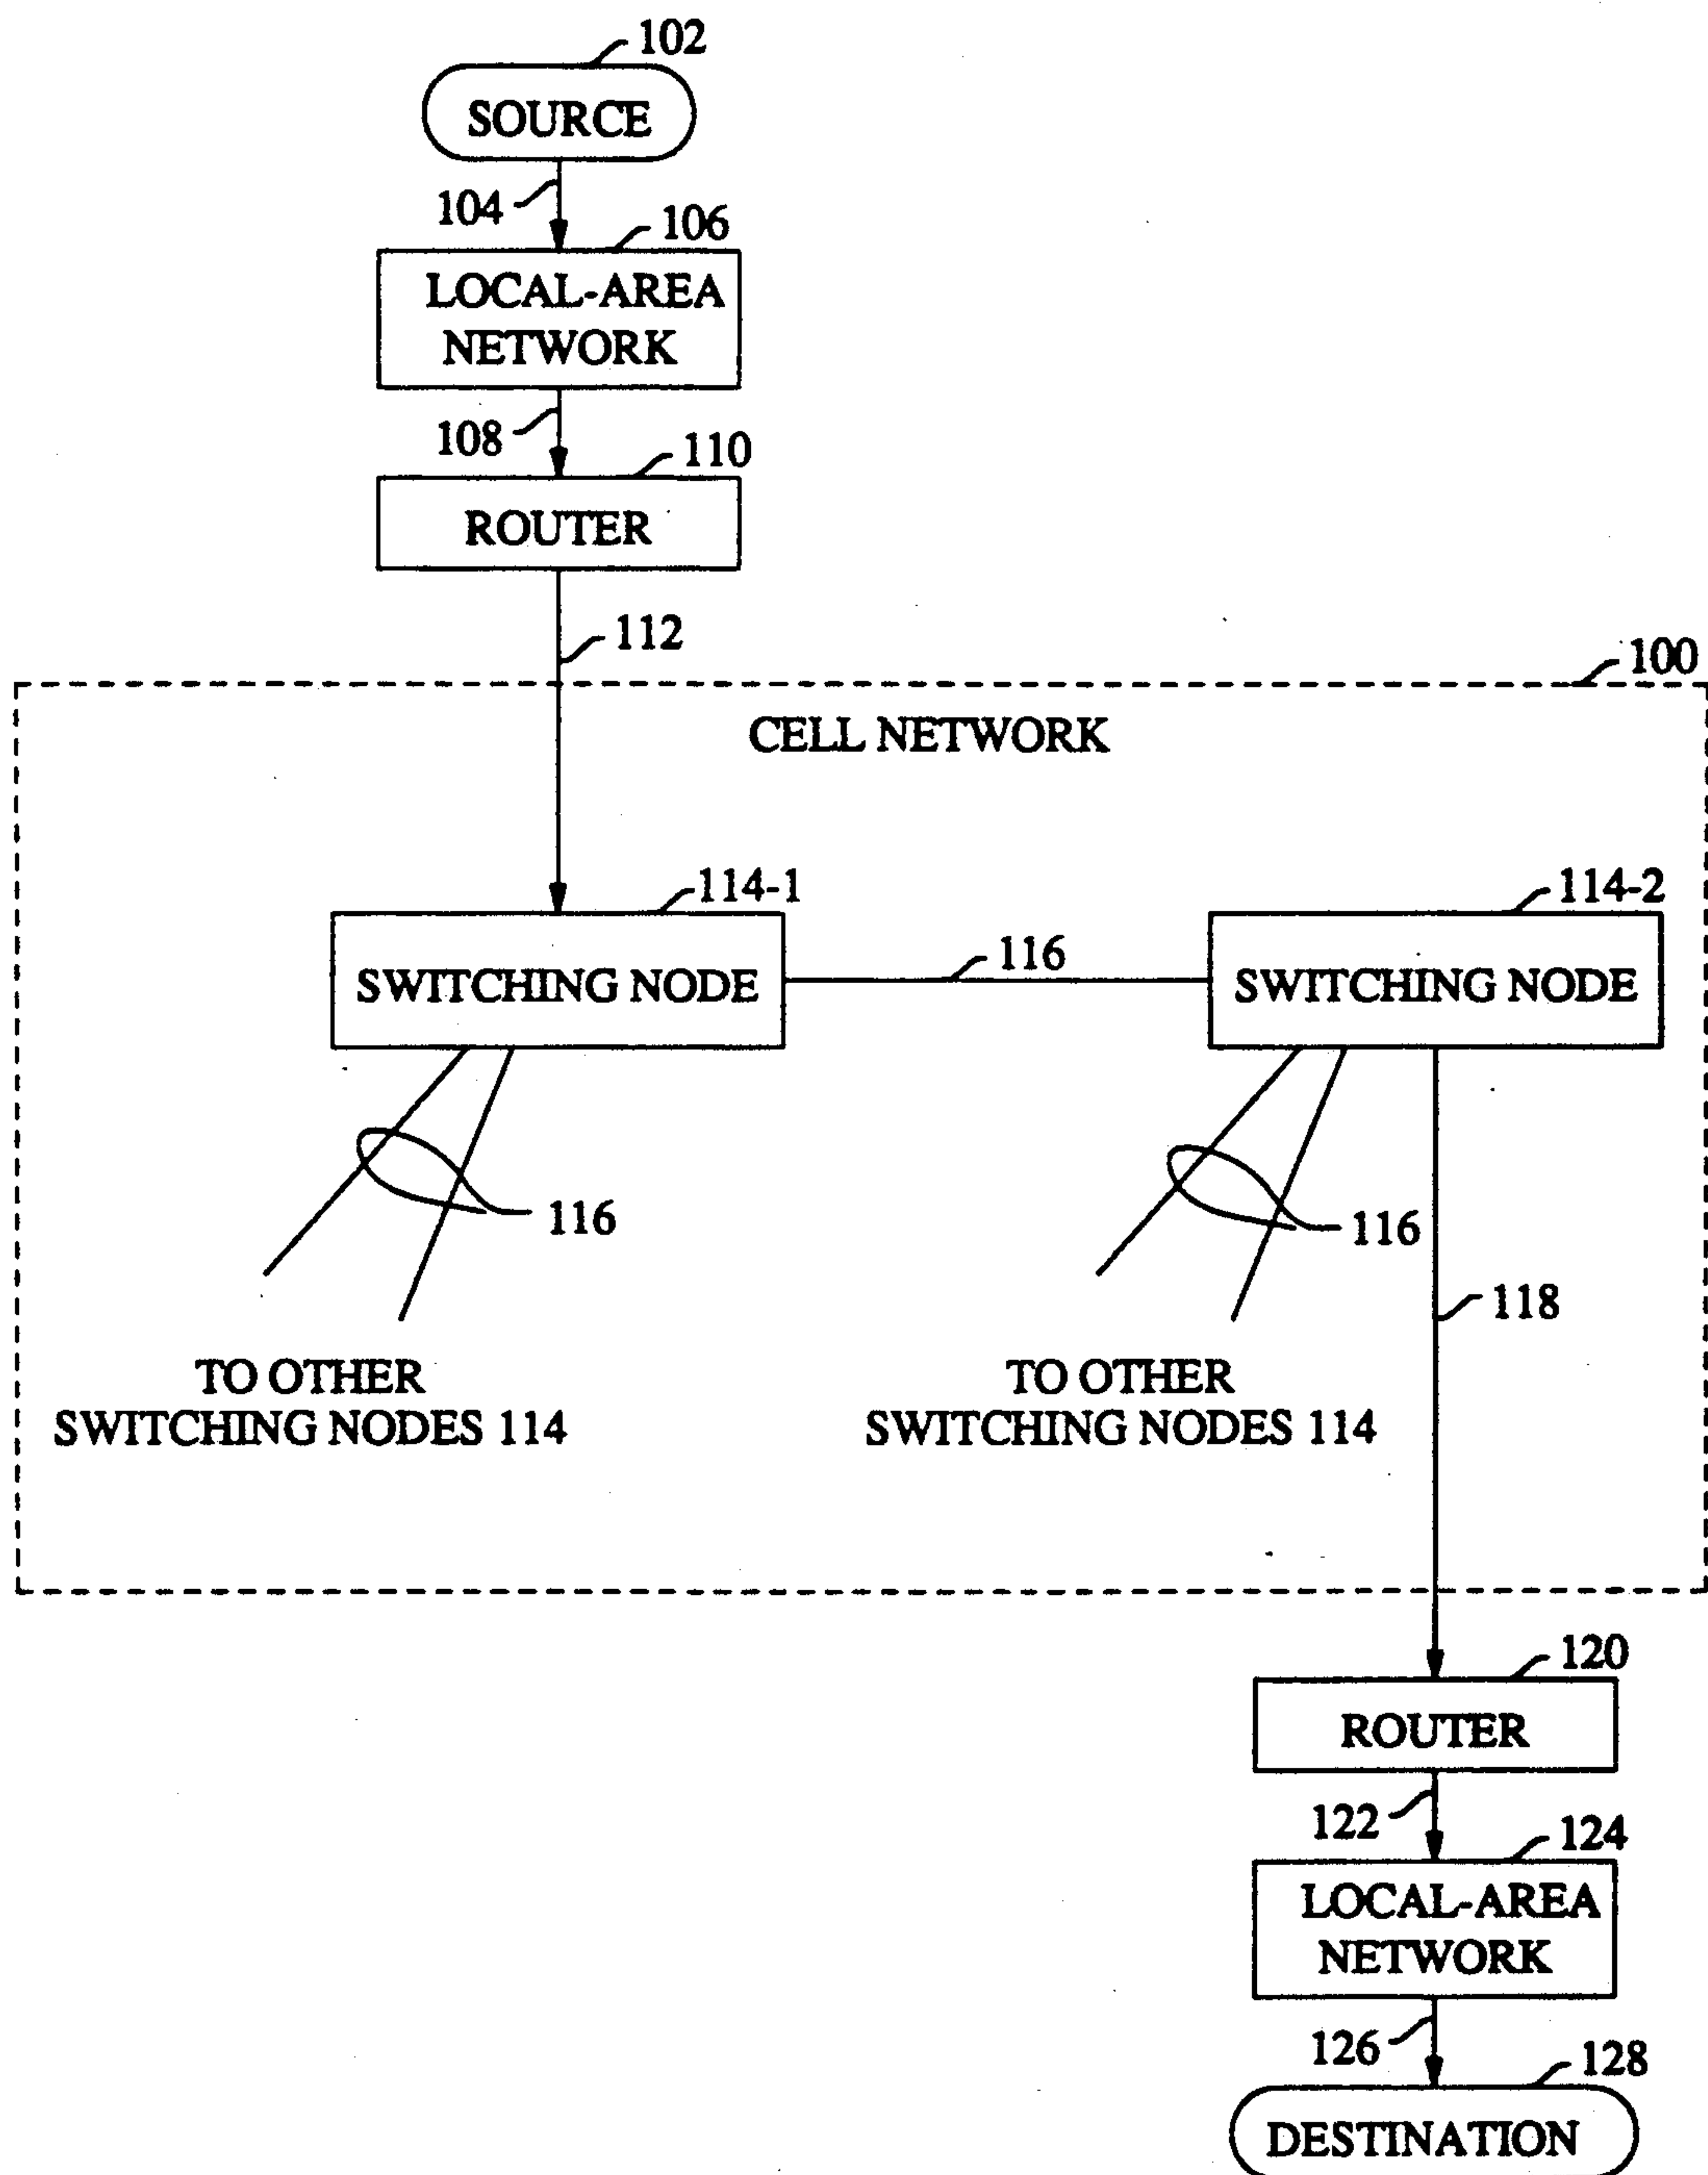 102
SOURCE
104
106
LOCAL-AREA
NETWORK
108
110
ROUTER
112
100
CELL NETWORK
114-1
114-2
SWITCHING NODE
116
SWITCHING NODE
116
116
118
TO OTHER
SWITCHING NODES 114
TO OTHER
SWITCHING NODES 114
120
ROUTER
122
124
LOCAL-AREA
NETWORK
126
128
DESTINATION